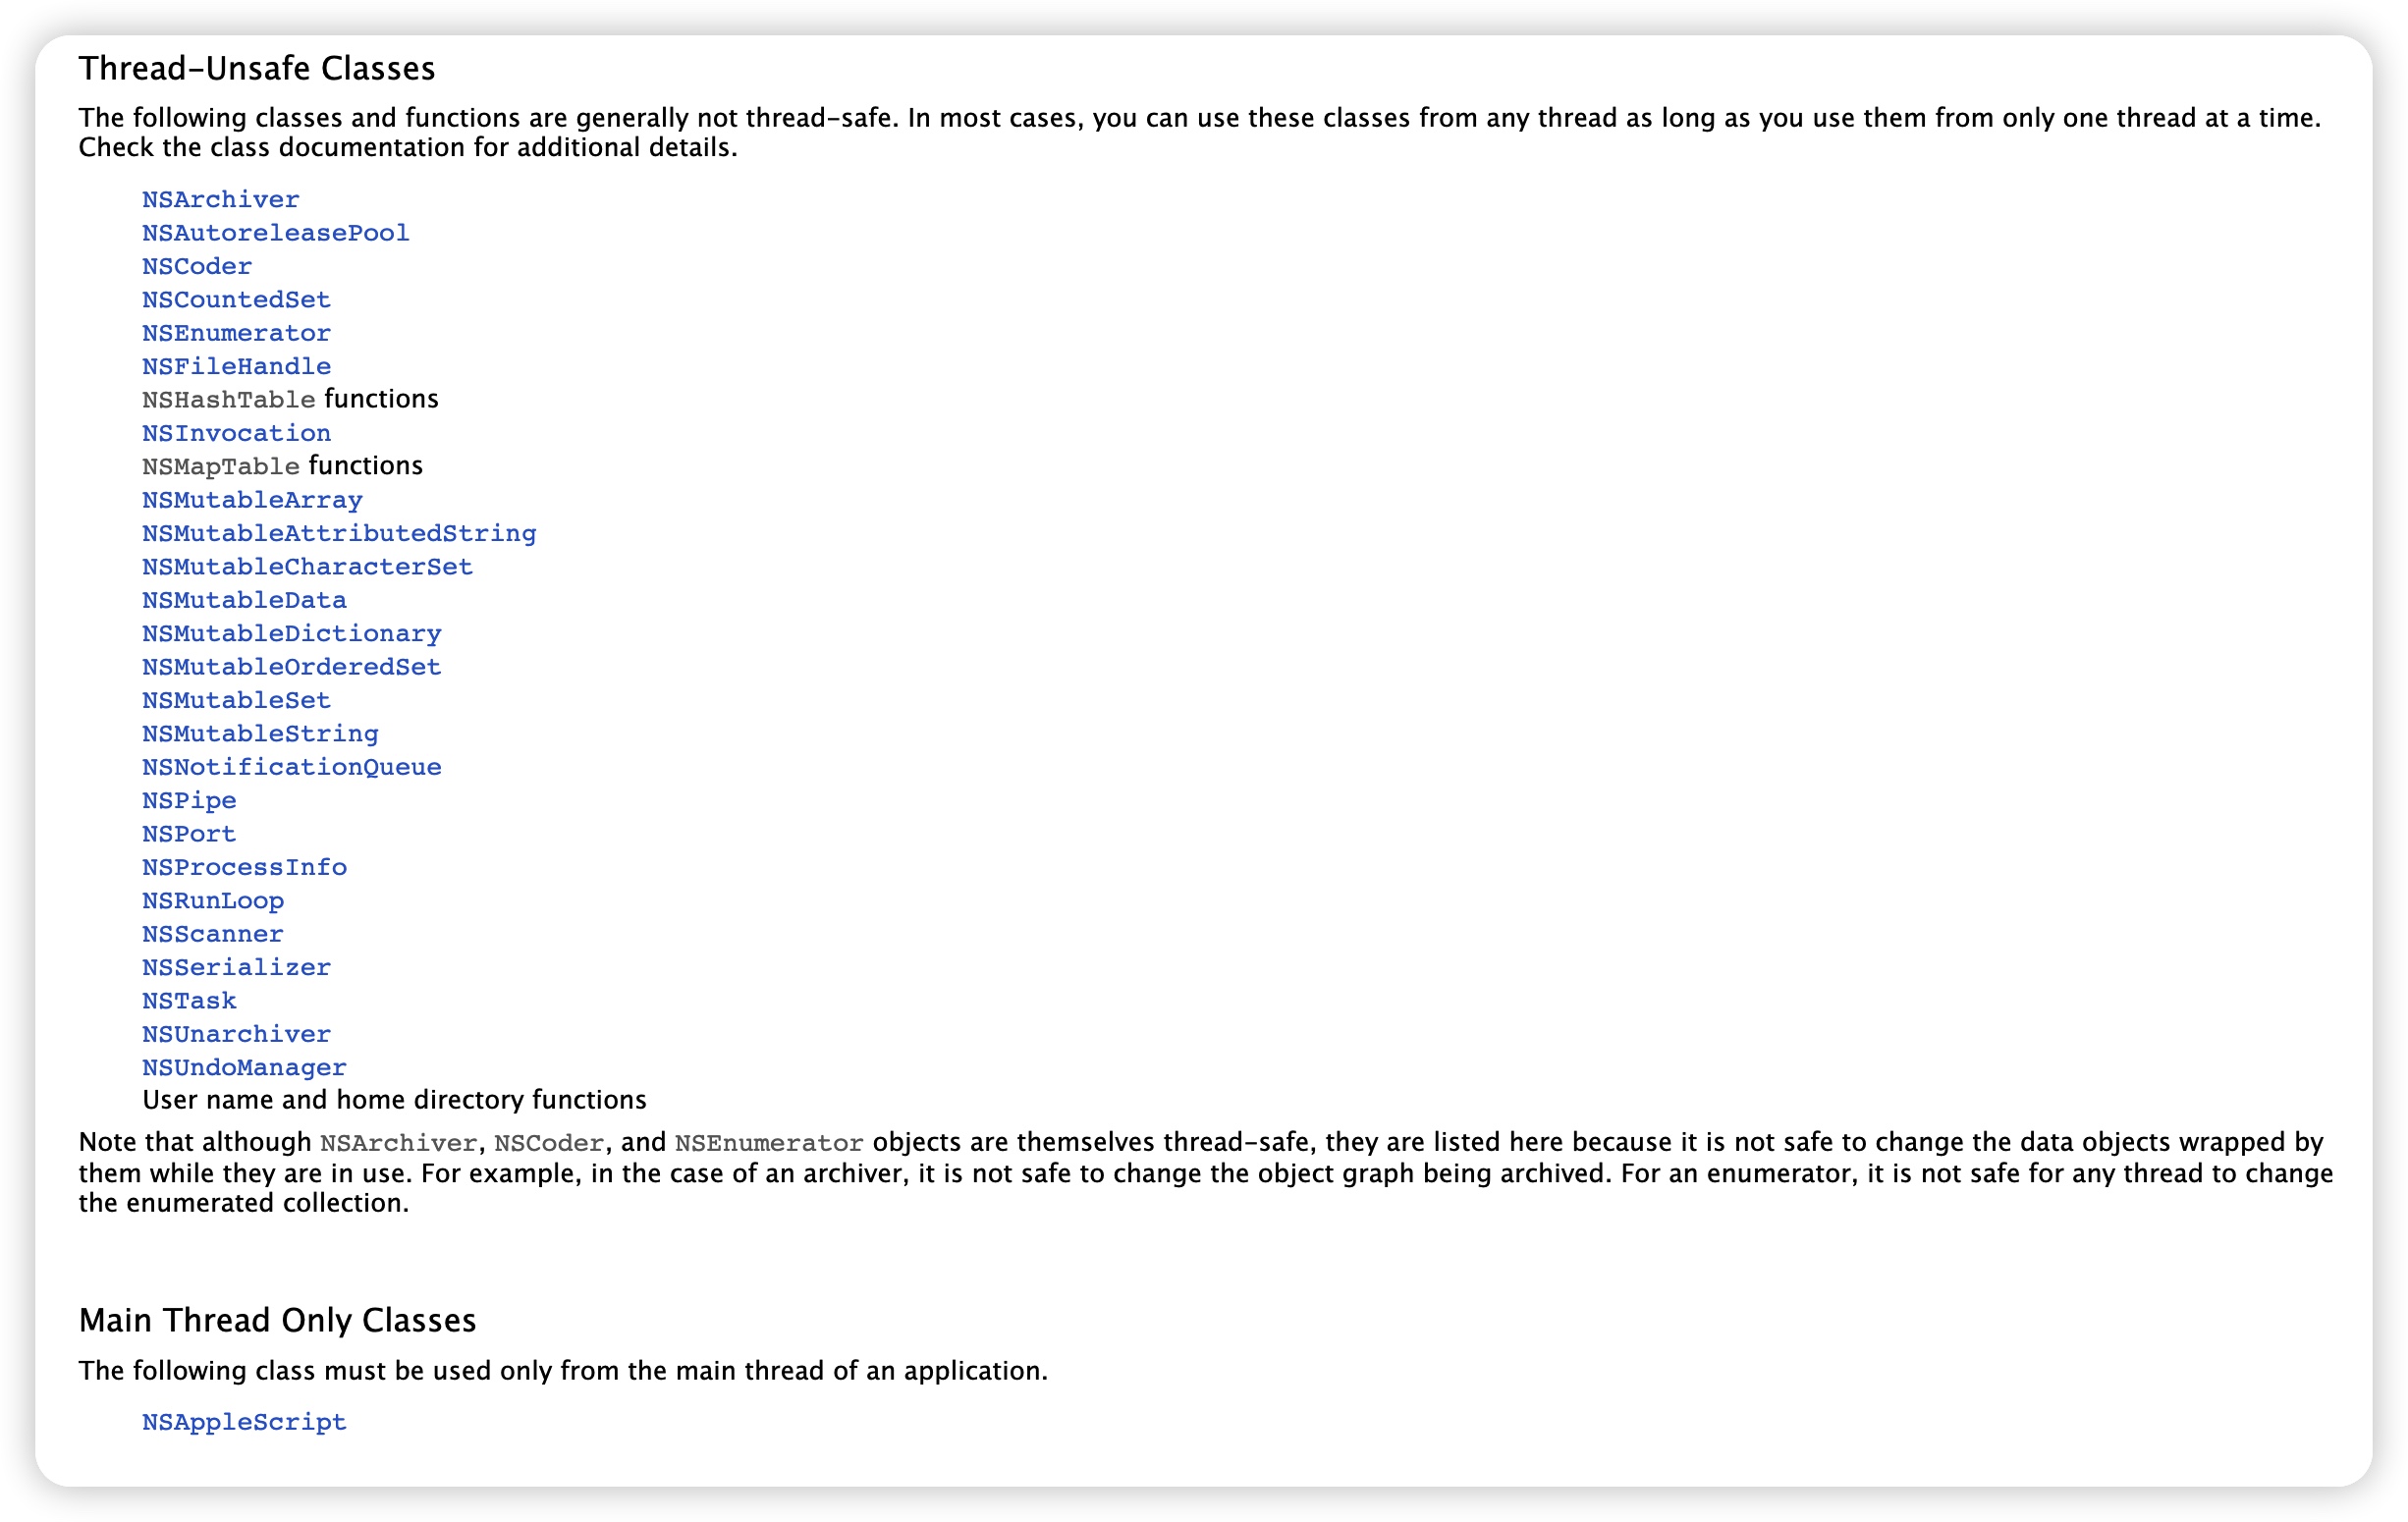 Thread-Unsafe Classes
The following classes and functions are generally not thread-safe. In most cases, you can use these classes from any thread as long as you use them from only one thread at a time.
Check the class documentation for additional details.
NSArchiver
NSAutoreleasePool
NSCoder
NSCountedSet
NSEnumerator
NSFileHandle
NSHashTable functions
NSInvocation
NSMapTable functions
NSMutableArray
NSMutableAttributedString
NSMutableCharacterSet
NSMutableData
NSMutableDictionary
NSMutableOrderedSet
NSMutableSet
NSMutableString
NSNotificationQueue
NSPipe
NSPort
NSProcessInfo
NSRunLoop
NSScanner
NSSerializer
NSTask
NSUnarchiver
NSUndoManager
User name and home directory functions
Note that although NSArchiver, NSCoder, and NSEnumerator objects are themselves thread-safe, they are listed here because it is not safe to change the data objects wrapped by
them while they are in use. For example, in the case of an archiver, it is not safe to change the object graph being archived. For an enumerator, it is not safe for any thread to change
the enumerated collection.
Main Thread Only Classes
The following class must be used only from the main thread of an application.
NSAppleScript